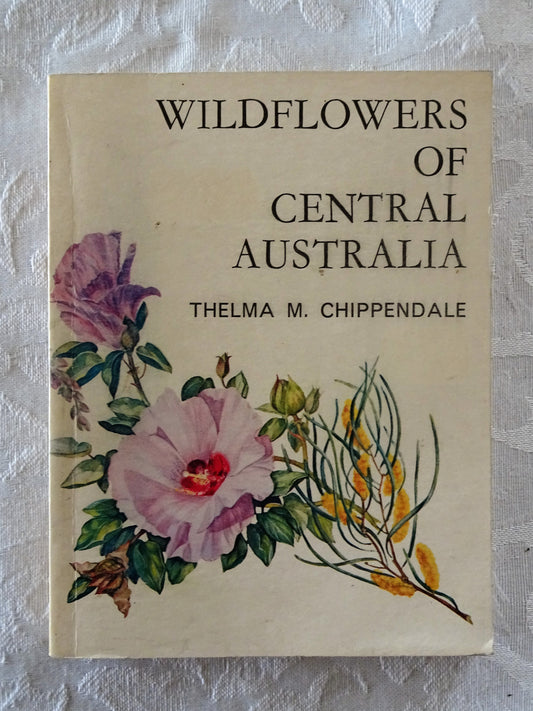 WILDFLOWERS
OF
CENTRAL
AUSTRALIA
THELMA M. CHIPPENDALE